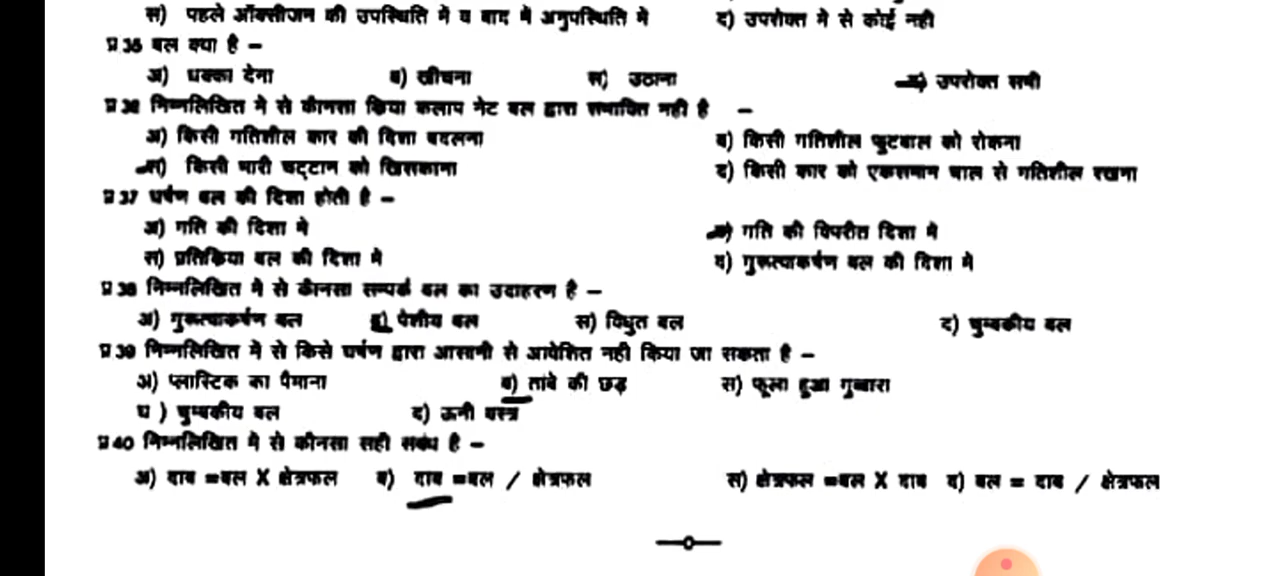 स) पहले ऑक्सीजन की उपस्थिति में व बाद में अनुपस्थिति में द) उपरोक्त मे से कोई नही
प्र 35 बल क्या है –
अ) धक्का देना ब) खीचना स) उठाना द) उपरोक्त सभी
प्र 36 निम्नलिखित मे से कौनसा क्रिया कलाप नेट बल द्वारा सभावित नही है –
अ) किसी गतिशील कार की दिशा बदलना ब) किसी गतिशील फुटबाल को रोकना
स) किसी भारी चट्टान को खिसकाना द) किसी कार को एकसमान चाल से गतिशील रखना
प्र 37 घर्षण बल की दिशा होती है –
अ) गति की दिशा मे ब) गति की विपरीत दिशा मे
स) प्रतिक्रिया बल की दिशा मे द) गुरूत्वाकर्षण बल की दिशा मे
प्र 38 निम्नलिखित मे से कौनसा सम्पर्क बल का उदाहरण है –
अ) गुरूत्वाकर्षण बल ब) पेशीय बल स) विधुत बल द) चुम्बकीय बल
प्र 39 निम्नलिखित मे से किसे घर्षण द्वारा आसानी से आवेशित नही किया जा सकता है –
अ) प्लास्टिक का पैमाना ब) तांबे की छड़ स) फूला हुआ गुब्बारा
घ ) चुम्बकीय बल द) ऊनी वस्त्र
प्र 40 निम्नलिखित मे से कौनसा सही सबंध है –
अ) दाब =बल X क्षेत्रफल ब) दाब =बल / क्षेत्रफल स) क्षेत्रफल =बल X दाब द) बल = दाब / क्षेत्रफल